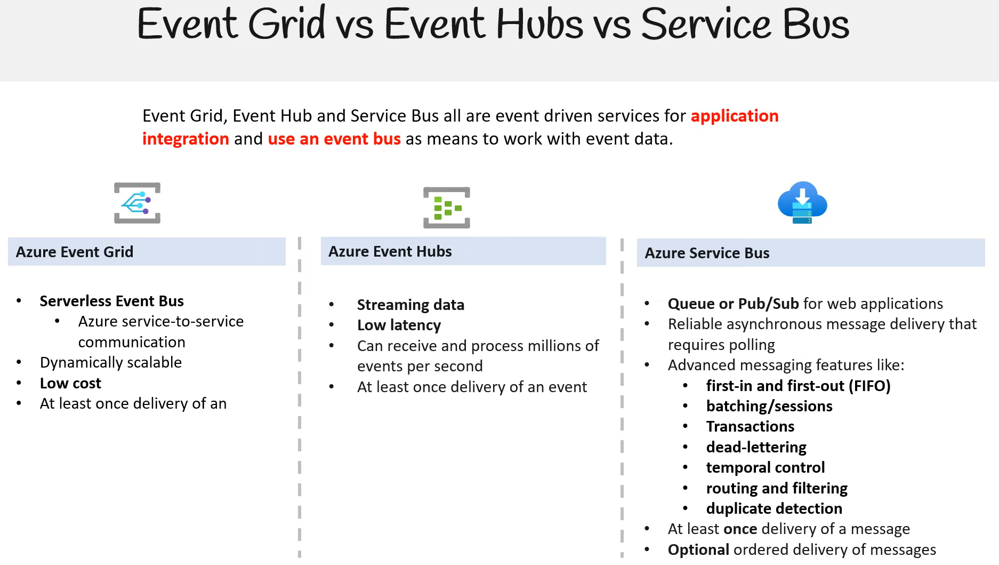 Event Grid vs Event Hubs vs Service Bus
Event Grid, Event Hub and Service Bus all are event driven services for application
integration and use an event bus as means to work with event data.
Azure Event Grid
• Serverless Event Bus
• Azure service-to-service
communication
• Dynamically scalable
• Low cost
• At least once delivery of an
Azure Event Hubs
• Streaming data
• Low latency
• Can receive and process millions of
events per second
• At least once delivery of an event
Azure Service Bus
• Queue or Pub/Sub for web applications
• Reliable asynchronous message delivery that
requires polling
• Advanced messaging features like:
• first-in and first-out (FIFO)
• batching/sessions
• Transactions
• dead-lettering
• temporal control
• routing and filtering
• duplicate detection
• At least once delivery of a message
• Optional ordered delivery of messages